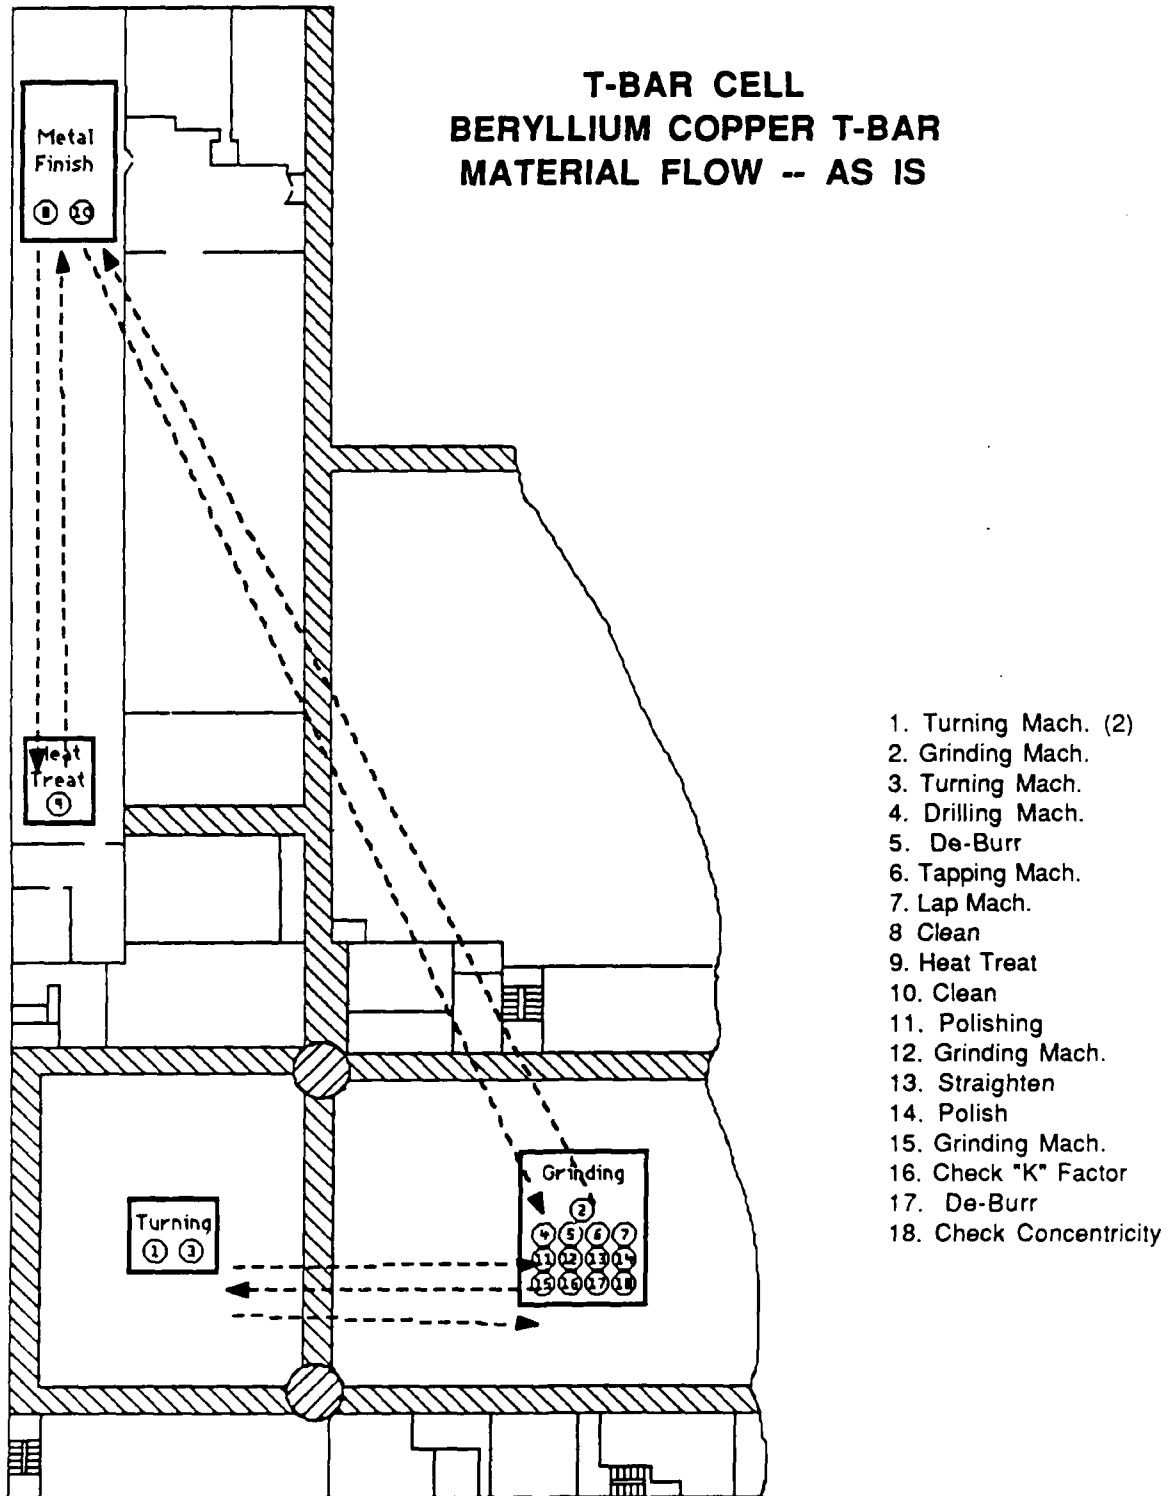 T-BAR CELL
BERYLLIUM COPPER T-BAR
MATERIAL FLOW -- AS IS
Metal
Finish
8 10
Heat
Treat
9
Turning
1 3
Grinding
2
4 5 6 7
11 12 13 14
15 16 17 18
1. Turning Mach. (2)
2. Grinding Mach.
3. Turning Mach.
4. Drilling Mach.
5. De-Burr
6. Tapping Mach.
7. Lap Mach.
8 Clean
9. Heat Treat
10. Clean
11. Polishing
12. Grinding Mach.
13. Straighten
14. Polish
15. Grinding Mach.
16. Check "K" Factor
17. De-Burr
18. Check Concentricity